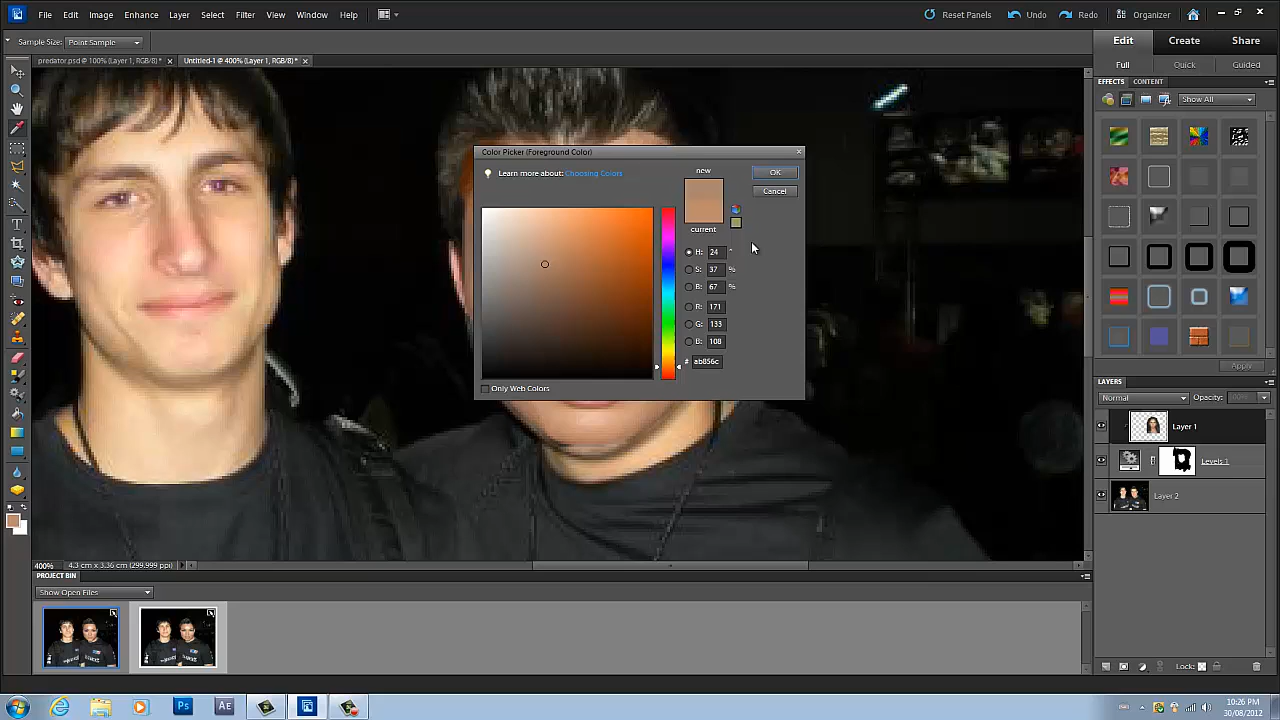 File Edit Image Enhance Layer Select Filter View Window Help
Reset Panels Undo Redo Organizer
Sample Size: Point Sample
Edit Create Share
predator.psd @ 100% (Layer 1, RGB/8) * Untitled-1 @ 400% (Layer 1, RGB/8) *
Full Quick Guided
EFFECTS CONTENT
Show All
Color Picker (Foreground Color)
Learn more about: Choosing Colors
new
OK
Cancel
current
H: 24 °
S: 37 %
B: 67 %
R: 171
G: 133
B: 108
# ab856c
Only Web Colors
Apply
LAYERS
Normal Opacity: 100%
Layer 1
Levels 1
Layer 2
400% 4.3 cm x 3.36 cm (299.999 ppi)
PROJECT BIN
Show Open Files
Lock:
Ps AE
10:26 PM
30/08/2012